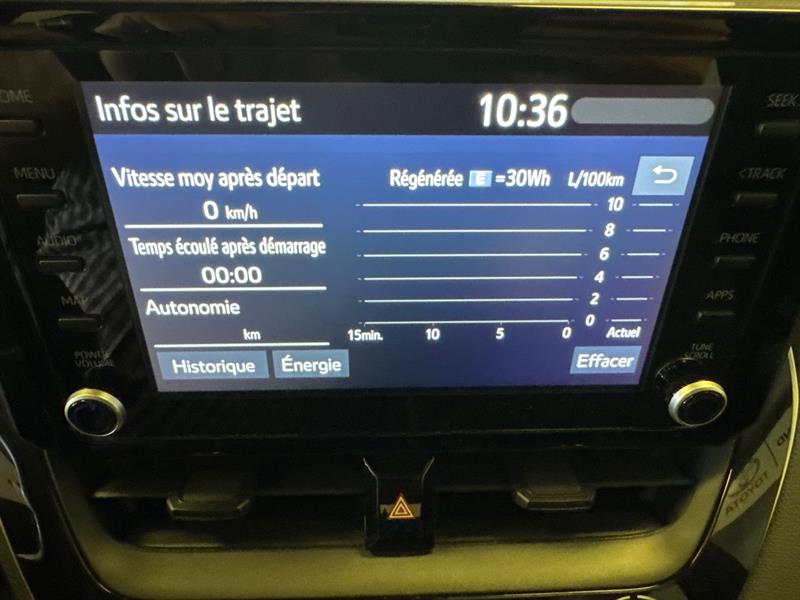 Infos sur le trajet 10:36
HOME
MENU
AUDIO
MAP
POWER
VOLUME
SEEK>
<TRACK
PHONE
APPS
TUNE
SCROLL
Vitesse moy après départ
0 km/h
Temps écoulé après démarrage
00:00
Autonomie
km
Régénérée E =30Wh L/100km
10
8
6
4
2
0
15min. 10 5 0 Actuel
Historique Énergie Effacer
TOYOTA